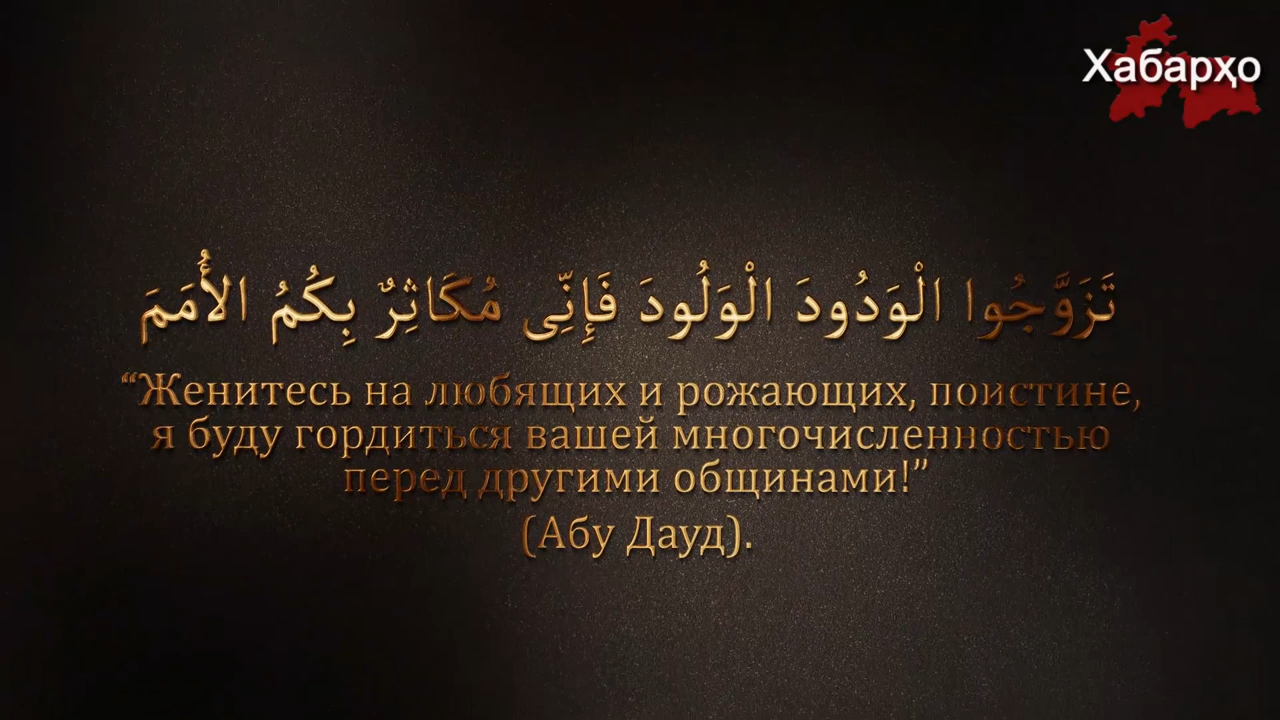 Хабарҳо
تَزَوَّجُوا الْوَدُودَ الْوَلُودَ فَإِنِّى مُكَاثِرٌ بِكُمُ الأُمَمَ
“Женитесь на любящих и рожающих, поистине,
я буду гордиться вашей многочисленностью
перед другими общинами!”
(Абу Дауд).